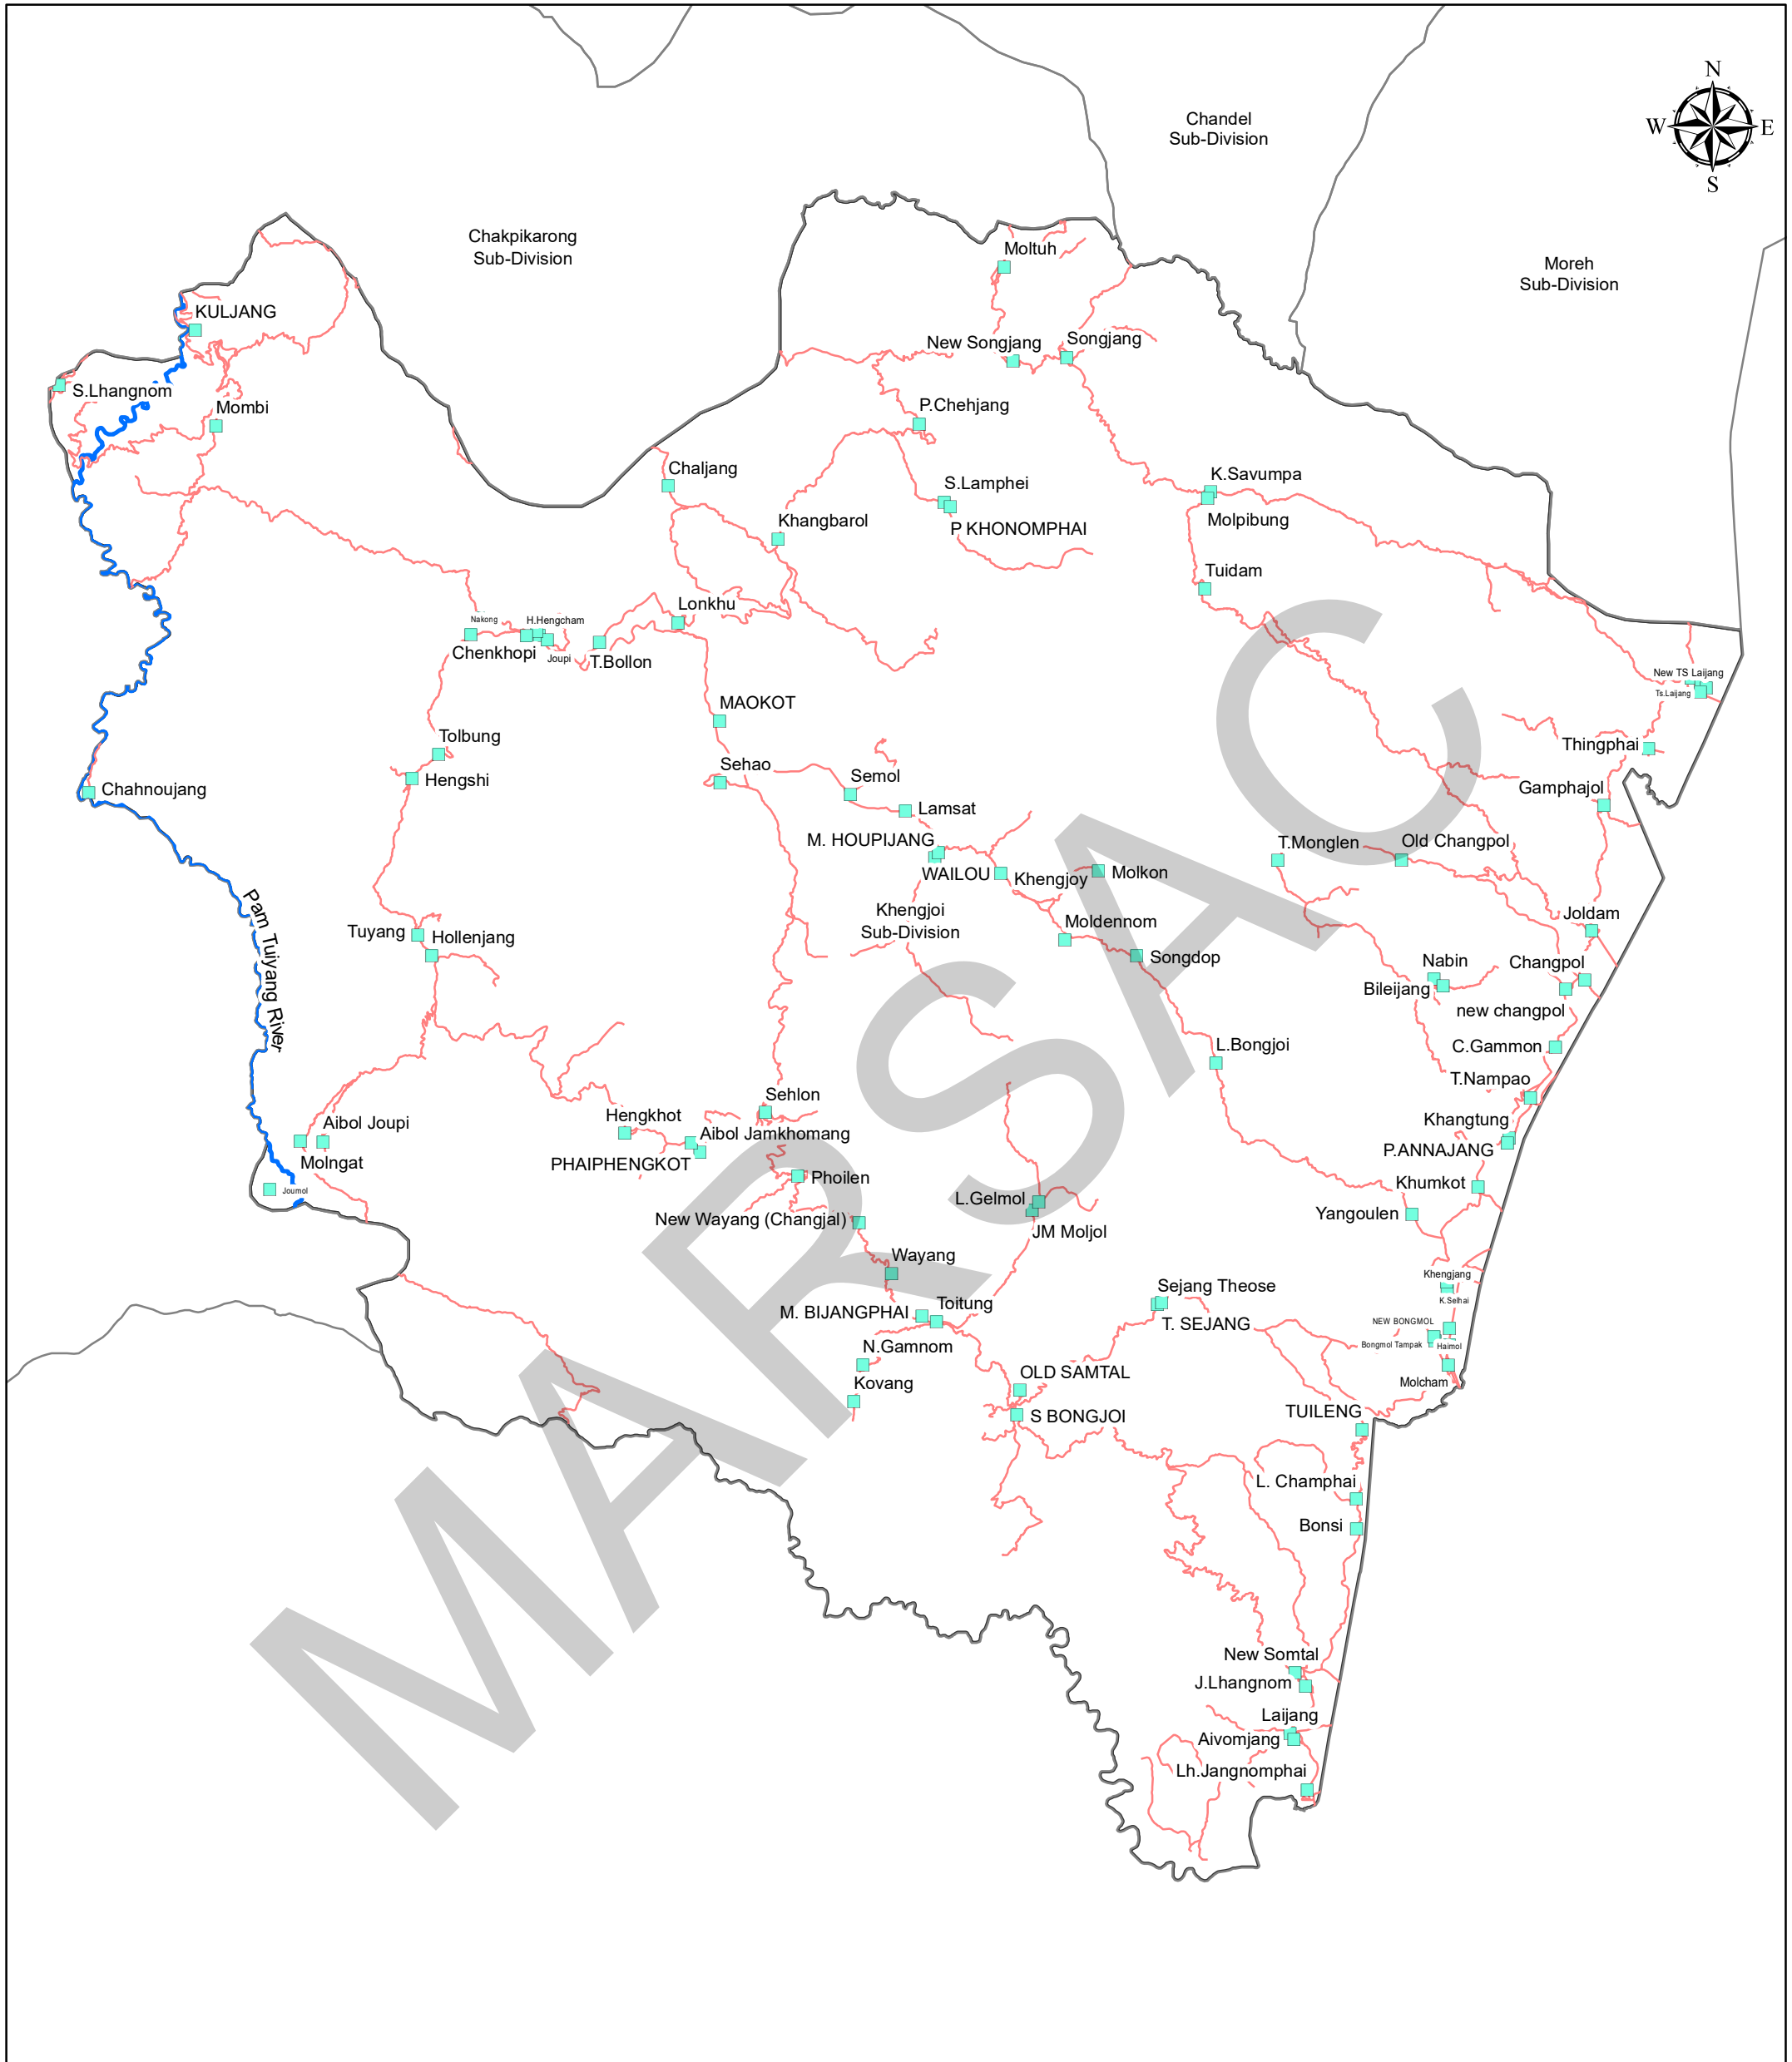 N
W
E
S
Chandel
Sub-Division
Chakpikarong
Sub-Division
Moreh
Sub-Division
Moltuh
KULJANG
New Songjang
Songjang
S.Lhangnom
Mombi
P.Chehjang
Chaljang
K.Savumpa
S.Lamphei
Molpibung
Khangbarol
P KHONOMPHAI
Tuidam
Lonkhu
Nakong
H.Hengcham
Chenkhopi
Joupi
T.Bollon
New TS Laijang
Ts.Laijang
MAOKOT
Tolbung
Thingphai
Sehao
Hengshi
Semol
Chahnoujang
Gamphajol
Lamsat
M. HOUPIJANG
T.Monglen
Old Changpol
WAILOU
Khengjoy
Molkon
Khengjoi
Sub-Division
Moldennom
Joldam
Tuyang
Hollenjang
Songdop
Nabin
Changpol
Bileijang
new changpol
Pam Tuiyang River
L.Bongjoi
C.Gammon
T.Nampao
Sehlon
Hengkhot
Khangtung
Aibol Joupi
Aibol Jamkhomang
P.ANNAJANG
Molngat
PHAIPHENGKOT
Phoilen
Khumkot
Joumol
L.Gelmol
Yangoulen
New Wayang (Changjal)
JM Moljol
Wayang
Khengjang
Sejang Theose
K.Selhai
M. BIJANGPHAI
Toitung
T. SEJANG
NEW BONGMOL
Bongmol Tampak
Haimol
N.Gamnom
OLD SAMTAL
Molcham
Kovang
TUILENG
S BONGJOI
L. Champhai
Bonsi
New Somtal
J.Lhangnom
Laijang
Aivomjang
Lh.Jangnomphai
MARSAC